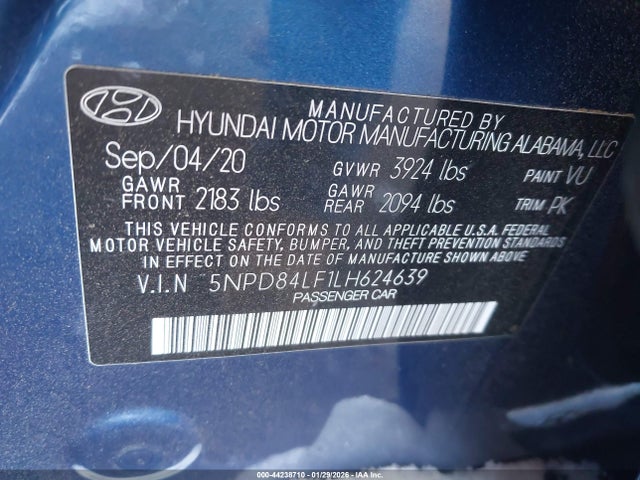 MANUFACTURED BY
HYUNDAI MOTOR MANUFACTURING ALABAMA, LLC
Sep/04/20 GVWR 3924 lbs PAINT VU
GAWR FRONT 2183 lbs GAWR REAR 2094 lbs TRIM PK
THIS VEHICLE CONFORMS TO ALL APPLICABLE U.S.A. FEDERAL
MOTOR VEHICLE SAFETY, BUMPER, AND THEFT PREVENTION STANDARDS
IN EFFECT ON THE DATE OF MANUFACTURE SHOWN ABOVE.
V.I.N 5NPD84LF1LH624639
PASSENGER CAR
000-44238710 - 01/29/2026 - IAAI-4486